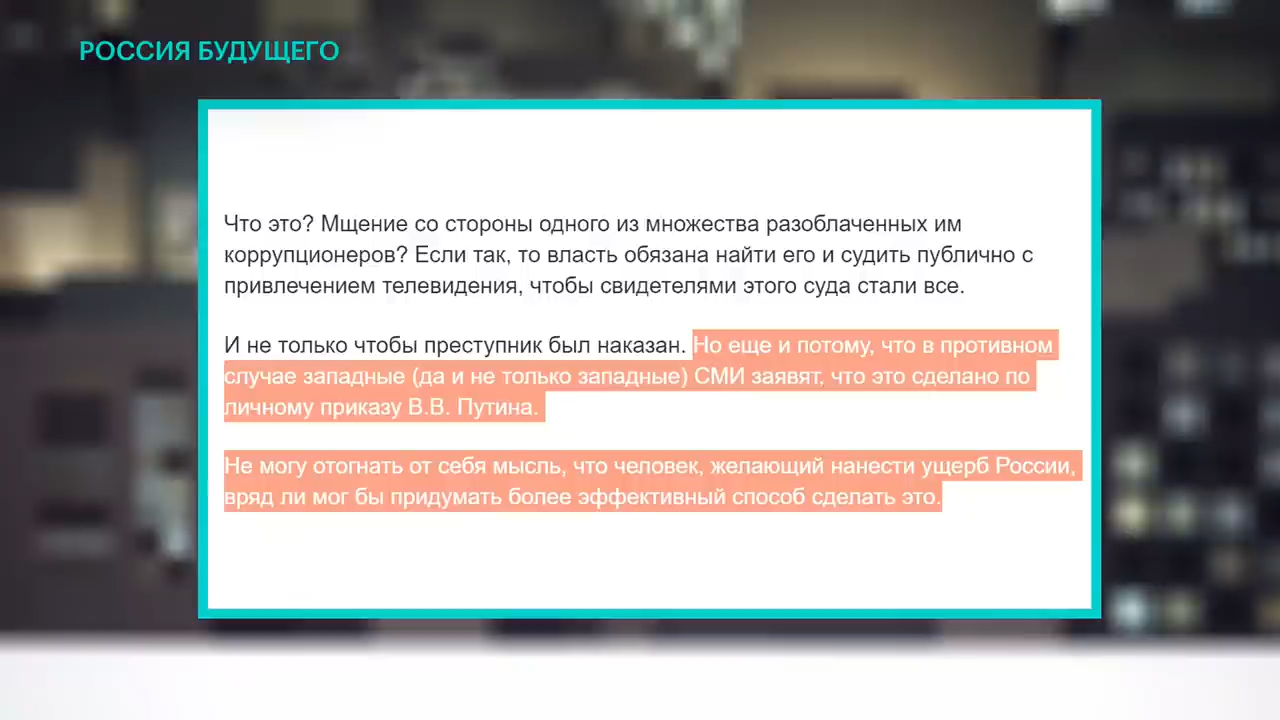 РОССИЯ БУДУЩЕГО
Что это? Мщение со стороны одного из множества разоблаченных им
коррупционеров? Если так, то власть обязана найти его и судить публично с
привлечением телевидения, чтобы свидетелями этого суда стали все.
И не только чтобы преступник был наказан. Но еще и потому, что в противном
случае западные (да и не только западные) СМИ заявят, что это сделано по
личному приказу В.В. Путина.
Не могу отогнать от себя мысль, что человек, желающий нанести ущерб России,
вряд ли мог бы придумать более эффективный способ сделать это.